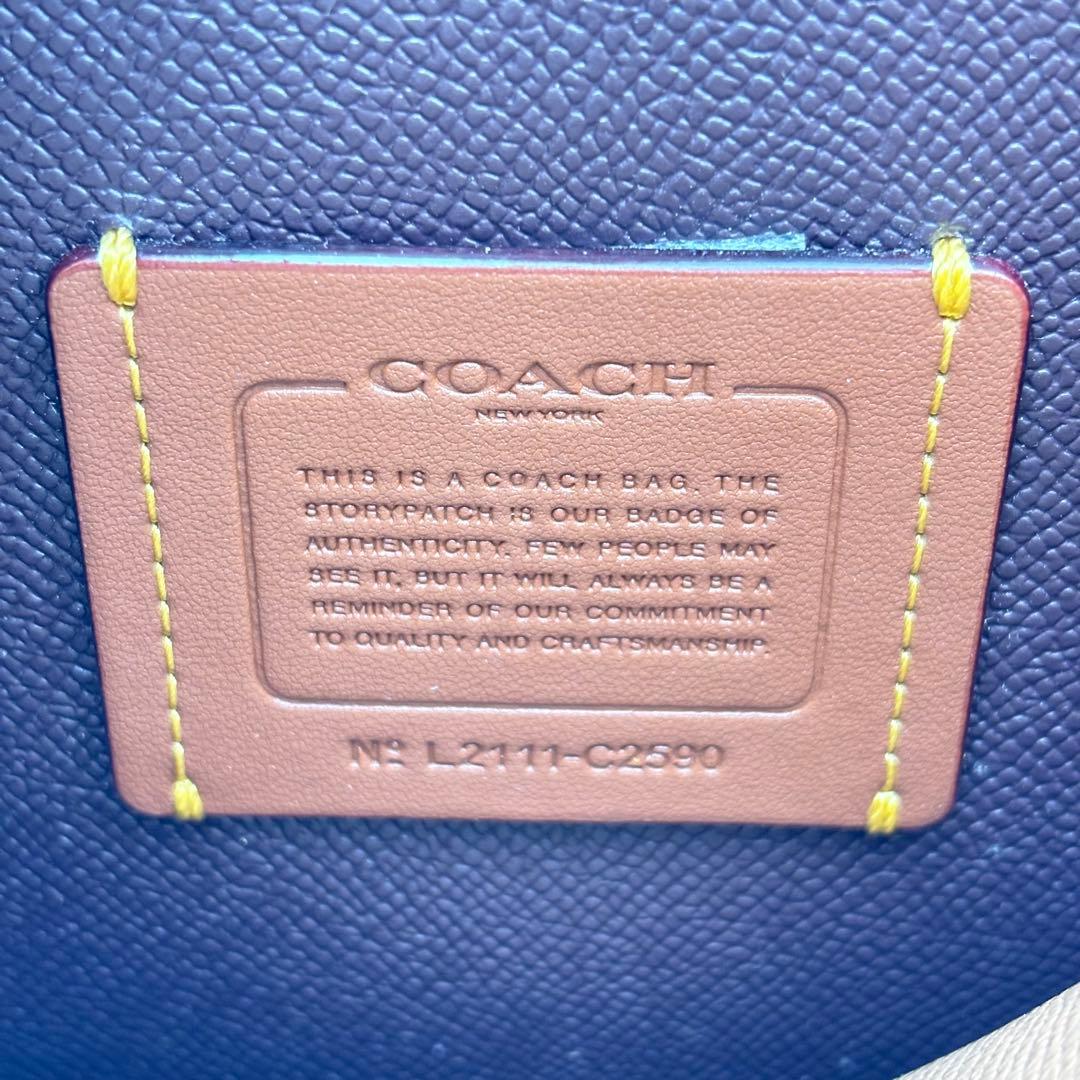 COACH
NEW YORK
THIS IS A COACH BAG. THE
STORYPATCH IS OUR BADGE OF
AUTHENTICITY. FEW PEOPLE MAY
SEE IT, BUT IT WILL ALWAYS BE A
REMINDER OF OUR COMMITMENT
TO QUALITY AND CRAFTSMANSHIP.
Nº L2111-C2590